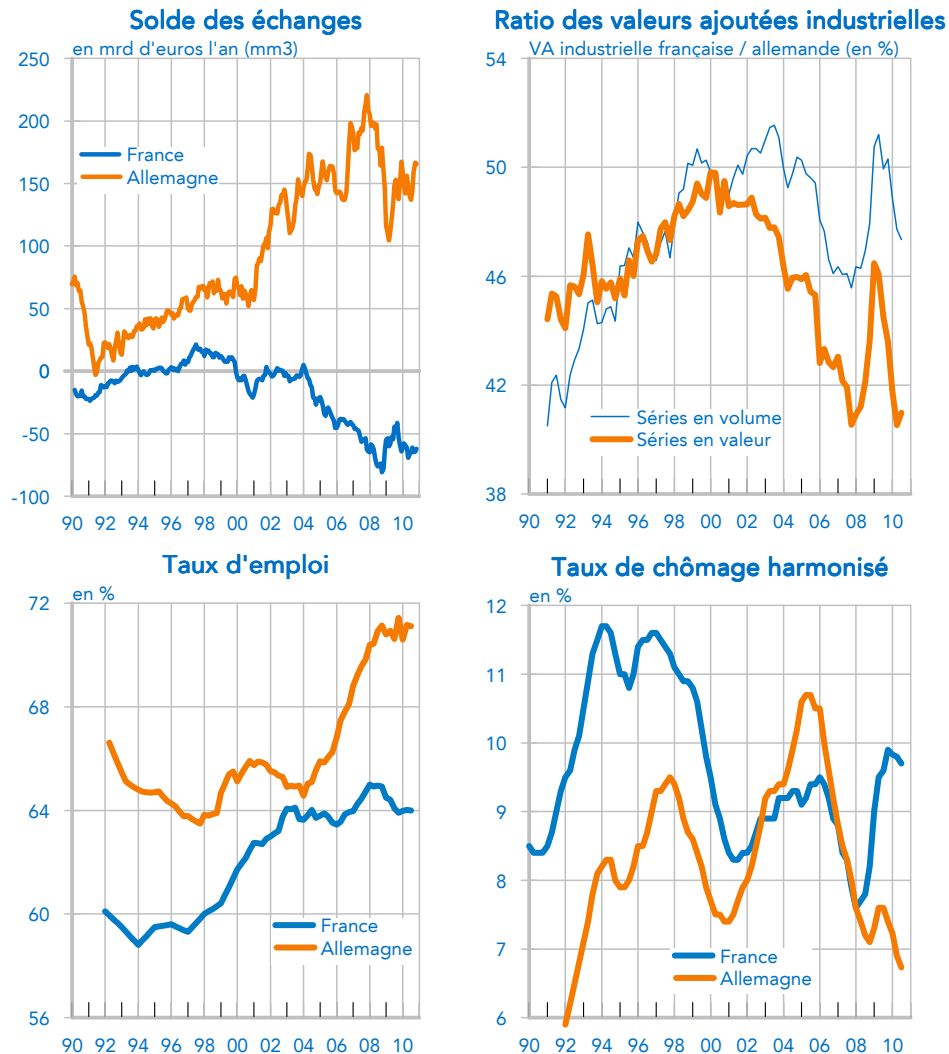 Solde des échanges
en mrd d'euros l'an (mm3)
250
200
150
100
50
0
-50
-100
France
Allemagne
90 92 94 96 98 00 02 04 06 08 10
Ratio des valeurs ajoutées industrielles
VA industrielle française / allemande (en %)
54
50
46
42
38
Séries en volume
Séries en valeur
90 92 94 96 98 00 02 04 06 08 10
Taux d'emploi
en %
72
68
64
60
56
France
Allemagne
90 92 94 96 98 00 02 04 06 08 10
Taux de chômage harmonisé
en %
12
11
10
9
8
7
6
France
Allemagne
90 92 94 96 98 00 02 04 06 08 10